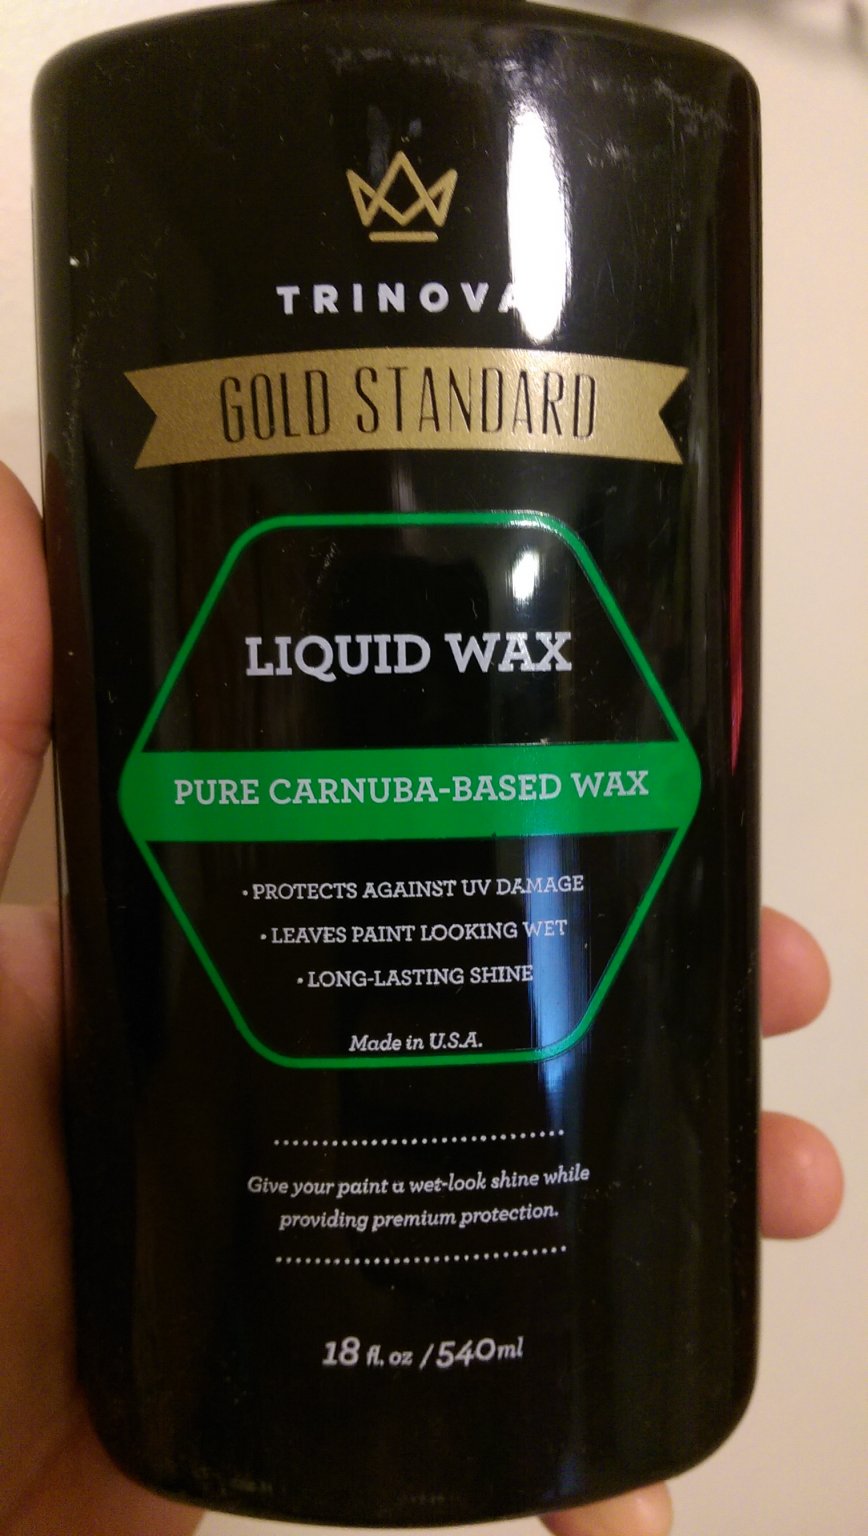 TRINOVA
GOLD STANDARD
LIQUID WAX
PURE CARNUBA-BASED WAX
• PROTECTS AGAINST UV DAMAGE
• LEAVES PAINT LOOKING WET
• LONG-LASTING SHINE
Made in U.S.A.
Give your paint a wet-look shine while
providing premium protection.
18 fl. oz / 540ml